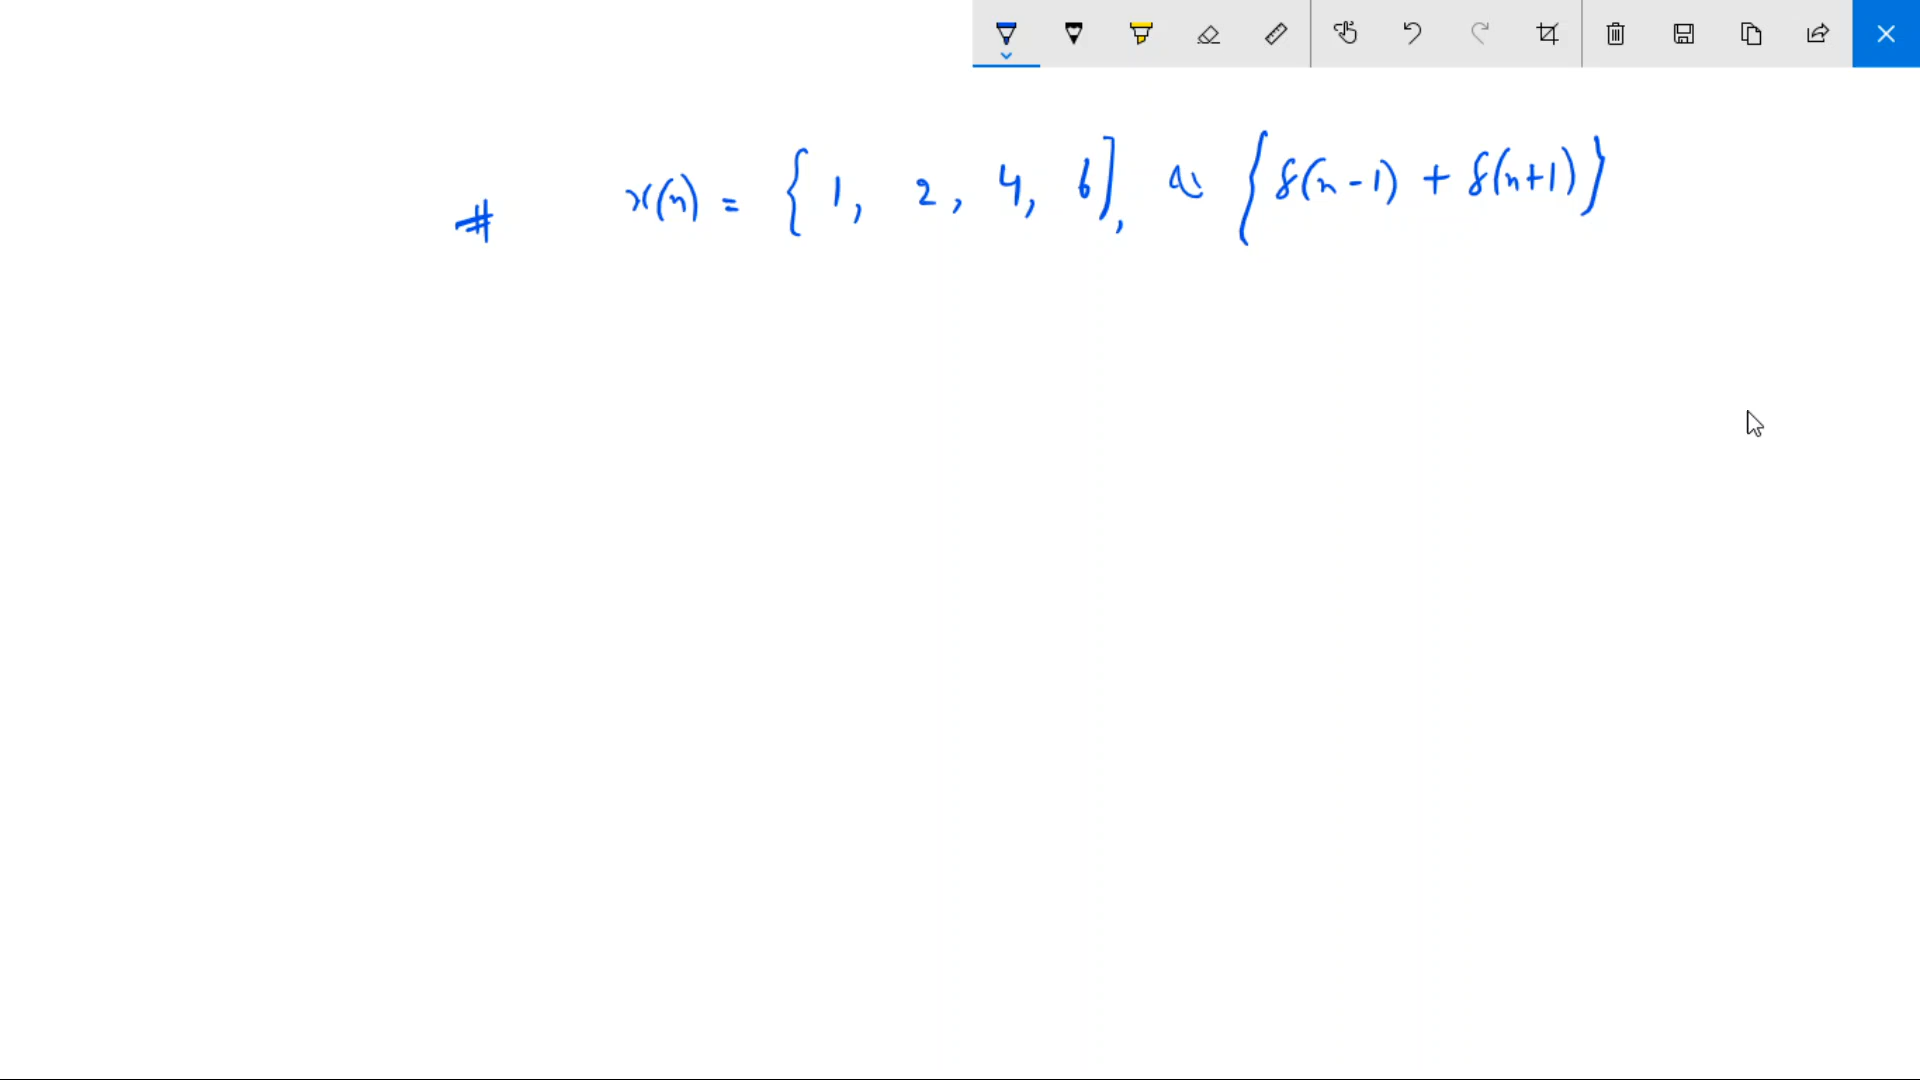 # x(n) = { 1, 2, 4, 6], {δ(n-1) + δ(n+1)}